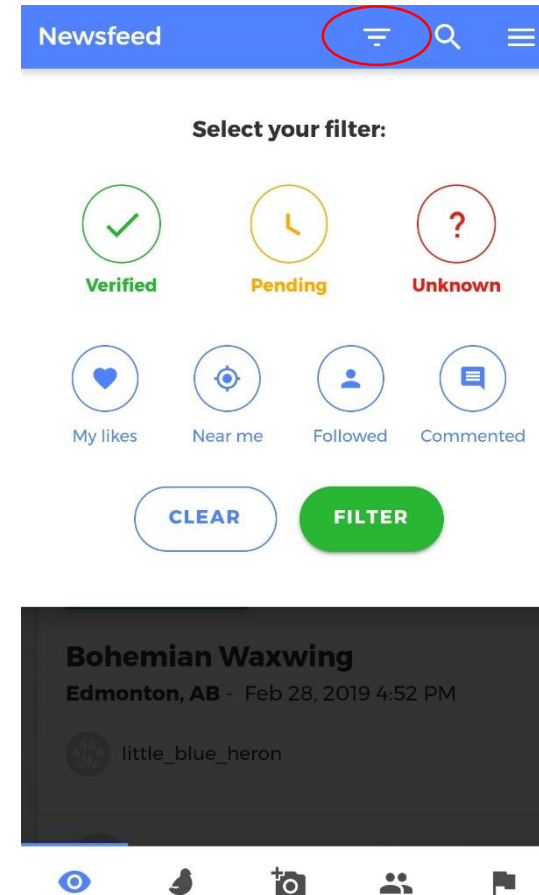 Newsfeed
Select your filter:
?
Verified Pending Unknown
My likes Near me Followed Commented
CLEAR FILTER
Bohemian Waxwing
Edmonton, AB - Feb 28, 2019 4:52 PM
little_blue_heron